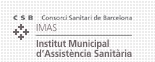 CSB Consorci Sanitari de Barcelona
IMAS
Institut Municipal
d'Assistència Sanitària